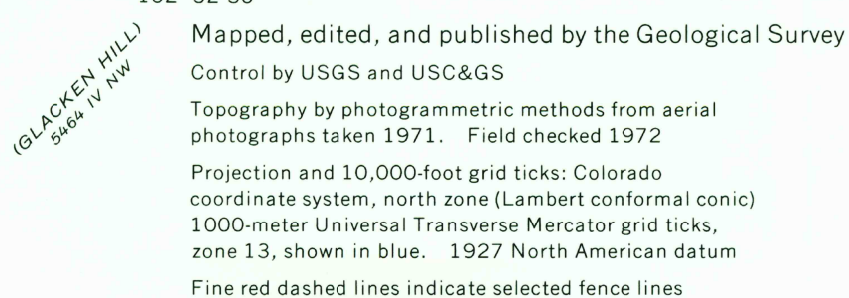 (GLACKEN HILL)
5464 IV NW
Mapped, edited, and published by the Geological Survey
Control by USGS and USC&GS
Topography by photogrammetric methods from aerial
photographs taken 1971. Field checked 1972
Projection and 10,000-foot grid ticks: Colorado
coordinate system, north zone (Lambert conformal conic)
1000-meter Universal Transverse Mercator grid ticks,
zone 13, shown in blue. 1927 North American datum
Fine red dashed lines indicate selected fence lines